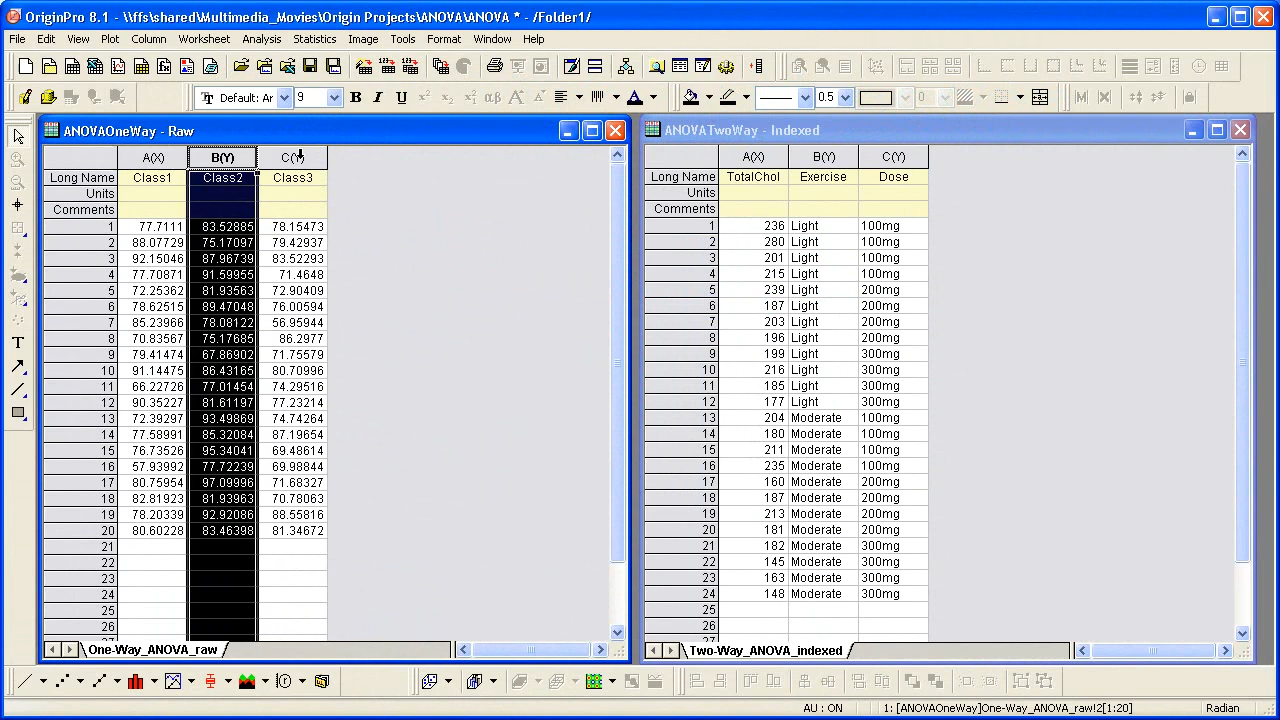 OriginPro 8.1 - \\ffs\shared\Multimedia_Movies\Origin Projects\ANOVA\ANOVA * - /Folder1/
File Edit View Plot Column Worksheet Analysis Statistics Image Tools Format Window Help
Default: Ar 9 B I U αβ A A A 0.5 0
ANOVAOneWay - Raw
A(X) B(Y) C(Y)
Long Name Class1 Class2 Class3
Units
Comments
1 77.7111 83.52885 78.15473
2 88.07729 75.17097 79.42937
3 92.15046 87.96739 83.52293
4 77.70871 91.59955 71.4648
5 72.25362 81.93563 72.90409
6 78.62515 89.47048 76.00594
7 85.23966 78.08122 56.95944
8 70.83567 75.17685 86.2977
9 79.41474 67.86902 71.75579
10 91.14475 86.43165 80.70996
11 66.22726 77.01454 74.29516
12 90.35227 81.61197 77.23214
13 72.39297 93.49869 74.74264
14 77.58991 85.32084 87.19654
15 76.73526 95.34041 69.48614
16 57.93992 77.72239 69.98844
17 80.75954 97.09996 71.68327
18 82.81923 81.93963 70.78063
19 78.20339 92.92086 88.55816
20 80.60228 83.46398 81.34672
21
22
23
24
25
26
27
One-Way_ANOVA_raw
ANOVATwoWay - Indexed
A(X) B(Y) C(Y)
Long Name TotalChol Exercise Dose
Units
Comments
1 236 Light 100mg
2 280 Light 100mg
3 201 Light 100mg
4 215 Light 100mg
5 239 Light 200mg
6 187 Light 200mg
7 203 Light 200mg
8 196 Light 200mg
9 199 Light 300mg
10 216 Light 300mg
11 185 Light 300mg
12 177 Light 300mg
13 204 Moderate 100mg
14 180 Moderate 100mg
15 211 Moderate 100mg
16 235 Moderate 100mg
17 160 Moderate 200mg
18 187 Moderate 200mg
19 213 Moderate 200mg
20 181 Moderate 200mg
21 182 Moderate 300mg
22 145 Moderate 300mg
23 163 Moderate 300mg
24 148 Moderate 300mg
25
26
27
Two-Way_ANOVA_indexed
AU : ON 1: [ANOVAOneWay]One-Way_ANOVA_raw!2[1:20] Radian